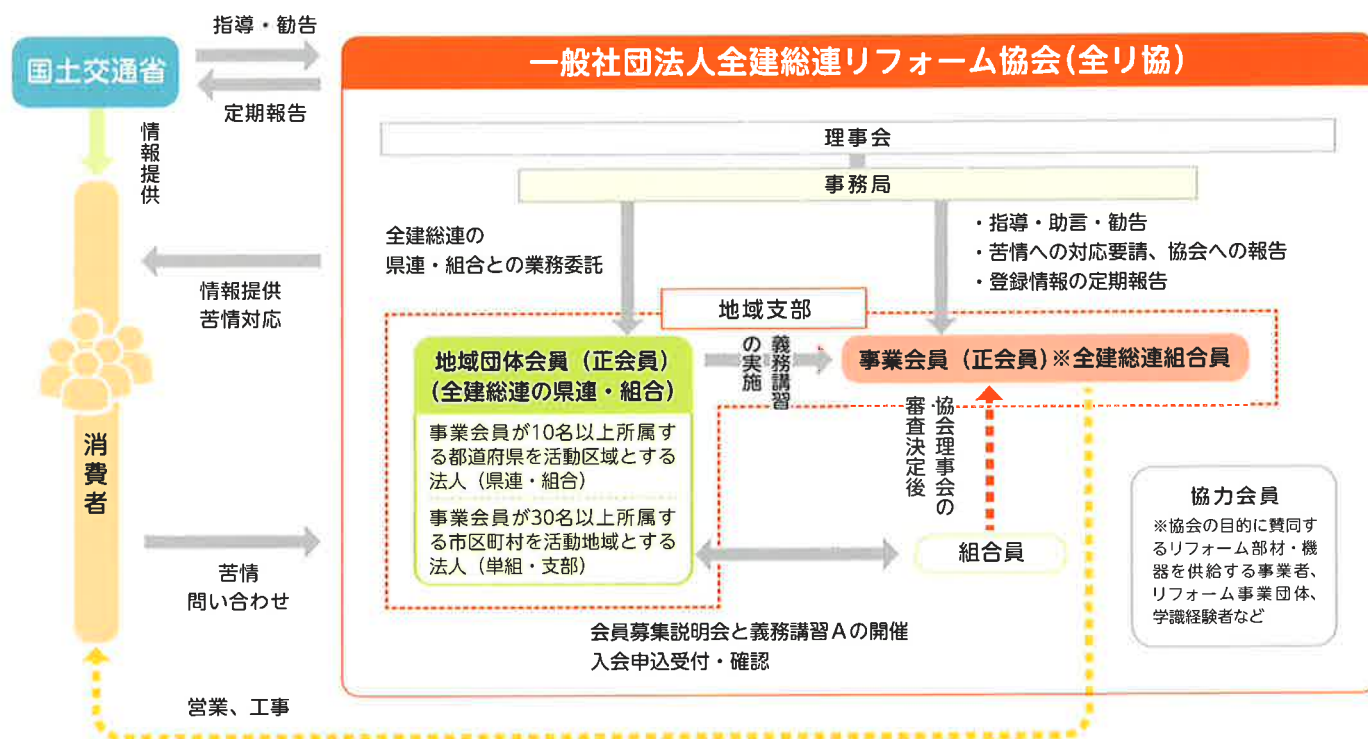 指導・勧告
国土交通省
定期報告
情報提供
一般社団法人全建総連リフォーム協会(全リ協)
理事会
事務局
全建総連の
県連・組合との業務委託
・指導・助言・勧告
・苦情への対応要請、協会への報告
・登録情報の定期報告
情報提供
苦情対応
地域支部
地域団体会員(正会員)
(全建総連の県連・組合)
義務講習
の実施
事業会員(正会員)※全建総連組合員
事業会員が10名以上所属す
る都道府県を活動区域とする
法人(県連・組合)
事業会員が30名以上所属す
る市区町村を活動地域とする
法人(単組・支部)
協会理事会の
審査決定後
組合員
協力会員
※協会の目的に賛同す
るリフォーム部材・機
器を供給する事業者、
リフォーム事業団体、
学識経験者など
消費者
苦情
問い合わせ
会員募集説明会と義務講習Aの開催
入会申込受付・確認
営業、工事